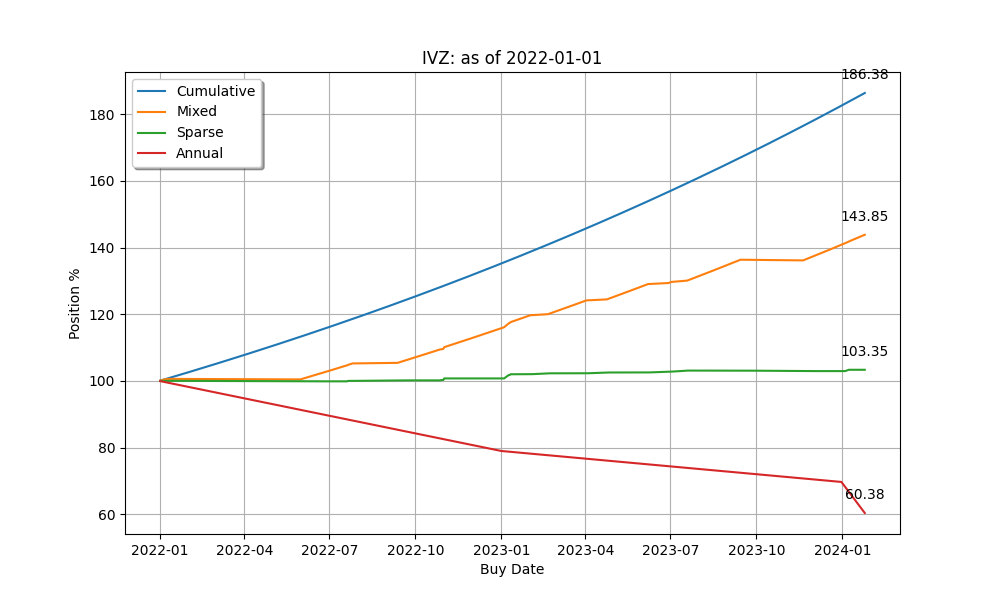 IVZ: as of 2022-01-01
Cumulative
Mixed
Sparse
Annual
186.38
143.85
103.35
60.38
Position %
180
160
140
120
100
80
60
2022-01 2022-04 2022-07 2022-10 2023-01 2023-04 2023-07 2023-10 2024-01
Buy Date